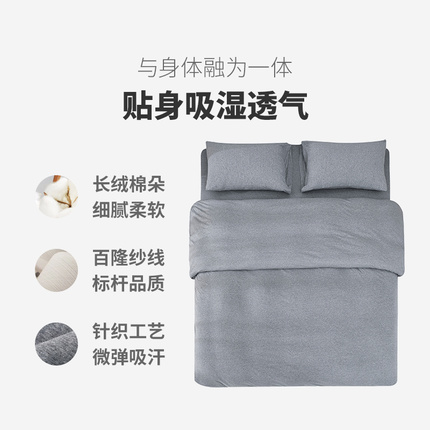 与身体融为一体
贴身吸湿透气
长绒棉朵
细腻柔软
百隆纱线
标杆品质
针织工艺
微弹吸汗